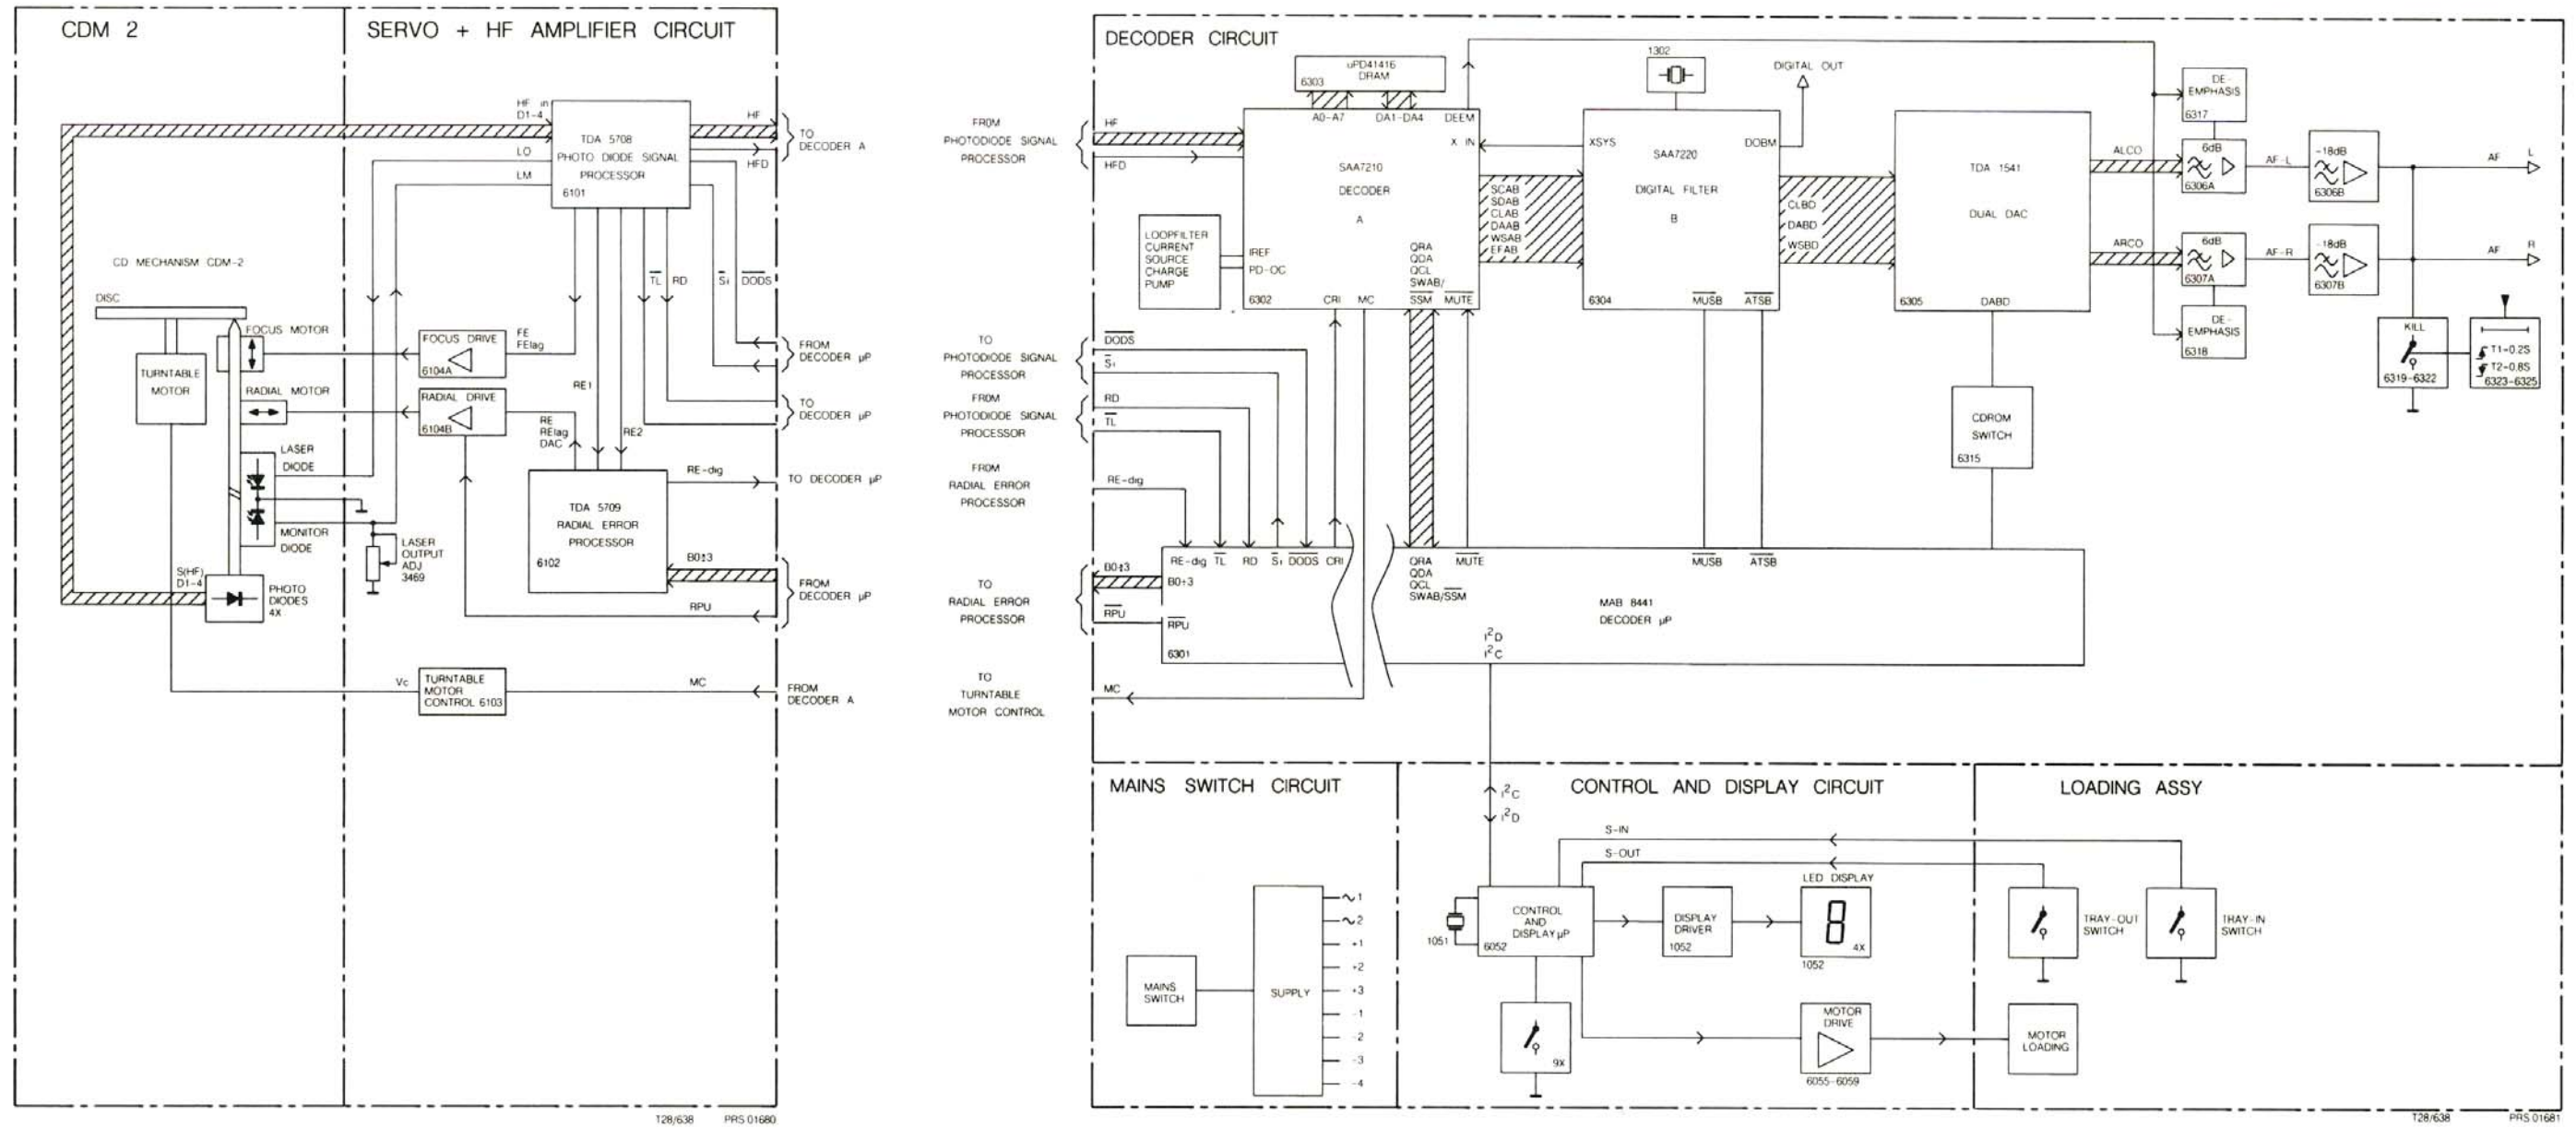 CDM 2
SERVO + HF AMPLIFIER CIRCUIT
HF in
D1-4
TDA 5708
PHOTO DIODE SIGNAL
PROCESSOR
6101
LO
LM
HF
HFD
TO
DECODER A
TL
RD
Si
DODS
CD MECHANISM CDM-2
DISC
FOCUS MOTOR
TURNTABLE
MOTOR
RADIAL MOTOR
FOCUS DRIVE
6104A
FE
FElag
FROM
DECODER µP
RADIAL DRIVE
6104B
RE1
RE
RElag
DAC
RE2
TO
DECODER µP
LASER
DIODE
MONITOR
DIODE
LASER
OUTPUT
ADJ
3469
TDA 5709
RADIAL ERROR
PROCESSOR
6102
RE-dig
TO DECODER µP
B0÷3
FROM
DECODER µP
RPU
S(HF)
D1-4
PHOTO
DIODES
4X
Vc
TURNTABLE
MOTOR
CONTROL 6103
MC
FROM
DECODER A
T28/638
PRS 01680
DECODER CIRCUIT
uPD41416
DRAM
6303
1302
DIGITAL OUT
DE-
EMPHASIS
6317
FROM
PHOTODIODE SIGNAL
PROCESSOR
HF
HFD
A0-A7
DA1-DA4
DEEM
X IN
SAA7210
DECODER
A
LOOPFILTER
CURRENT
SOURCE
CHARGE
PUMP
IREF
PD-OC
6302
CRI
MC
QRA
QDA
QCL
SWAB/
SSM
MUTE
SCAB
SDAB
CLAB
DAAB
WSAB
EFAB
XSYS
DOBM
SAA7220
DIGITAL FILTER
B
6304
MUSB
ATSB
CLBD
DABD
WSBD
TDA 1541
DUAL DAC
6305
DABD
ALCO
6dB
6306A
AF-L
-18dB
6306B
AF
L
ARCO
6dB
6307A
AF-R
-18dB
6307B
AF
R
DE-
EMPHASIS
6318
KILL
6319-6322
T1-0.2S
T2-0.8S
6323-6325
CDROM
SWITCH
6315
TO
PHOTODIODE SIGNAL
PROCESSOR
DODS
Si
FROM
PHOTODIODE SIGNAL
PROCESSOR
RD
TL
FROM
RADIAL ERROR
PROCESSOR
RE-dig
TO
RADIAL ERROR
PROCESSOR
B0÷3
RPU
RE-dig
TL
RD
Si
DODS
CRI
B0÷3
RPU
6301
QRA
QDA
QCL
SWAB/SSM
MUTE
MUSB
ATSB
MAB 8441
DECODER µP
I²D
I²C
TO
TURNTABLE
MOTOR CONTROL
MC
MAINS SWITCH CIRCUIT
MAINS
SWITCH
SUPPLY
~1
~2
+1
+2
+3
-1
-2
-3
-4
CONTROL AND DISPLAY CIRCUIT
I²C
I²D
S-IN
S-OUT
1051
CONTROL
AND
DISPLAY µP
6052
DISPLAY
DRIVER
1052
LED DISPLAY
4X
1052
9X
MOTOR
DRIVE
6055-6059
LOADING ASSY
TRAY-OUT
SWITCH
TRAY-IN
SWITCH
MOTOR
LOADING
T28/638
PRS 01681